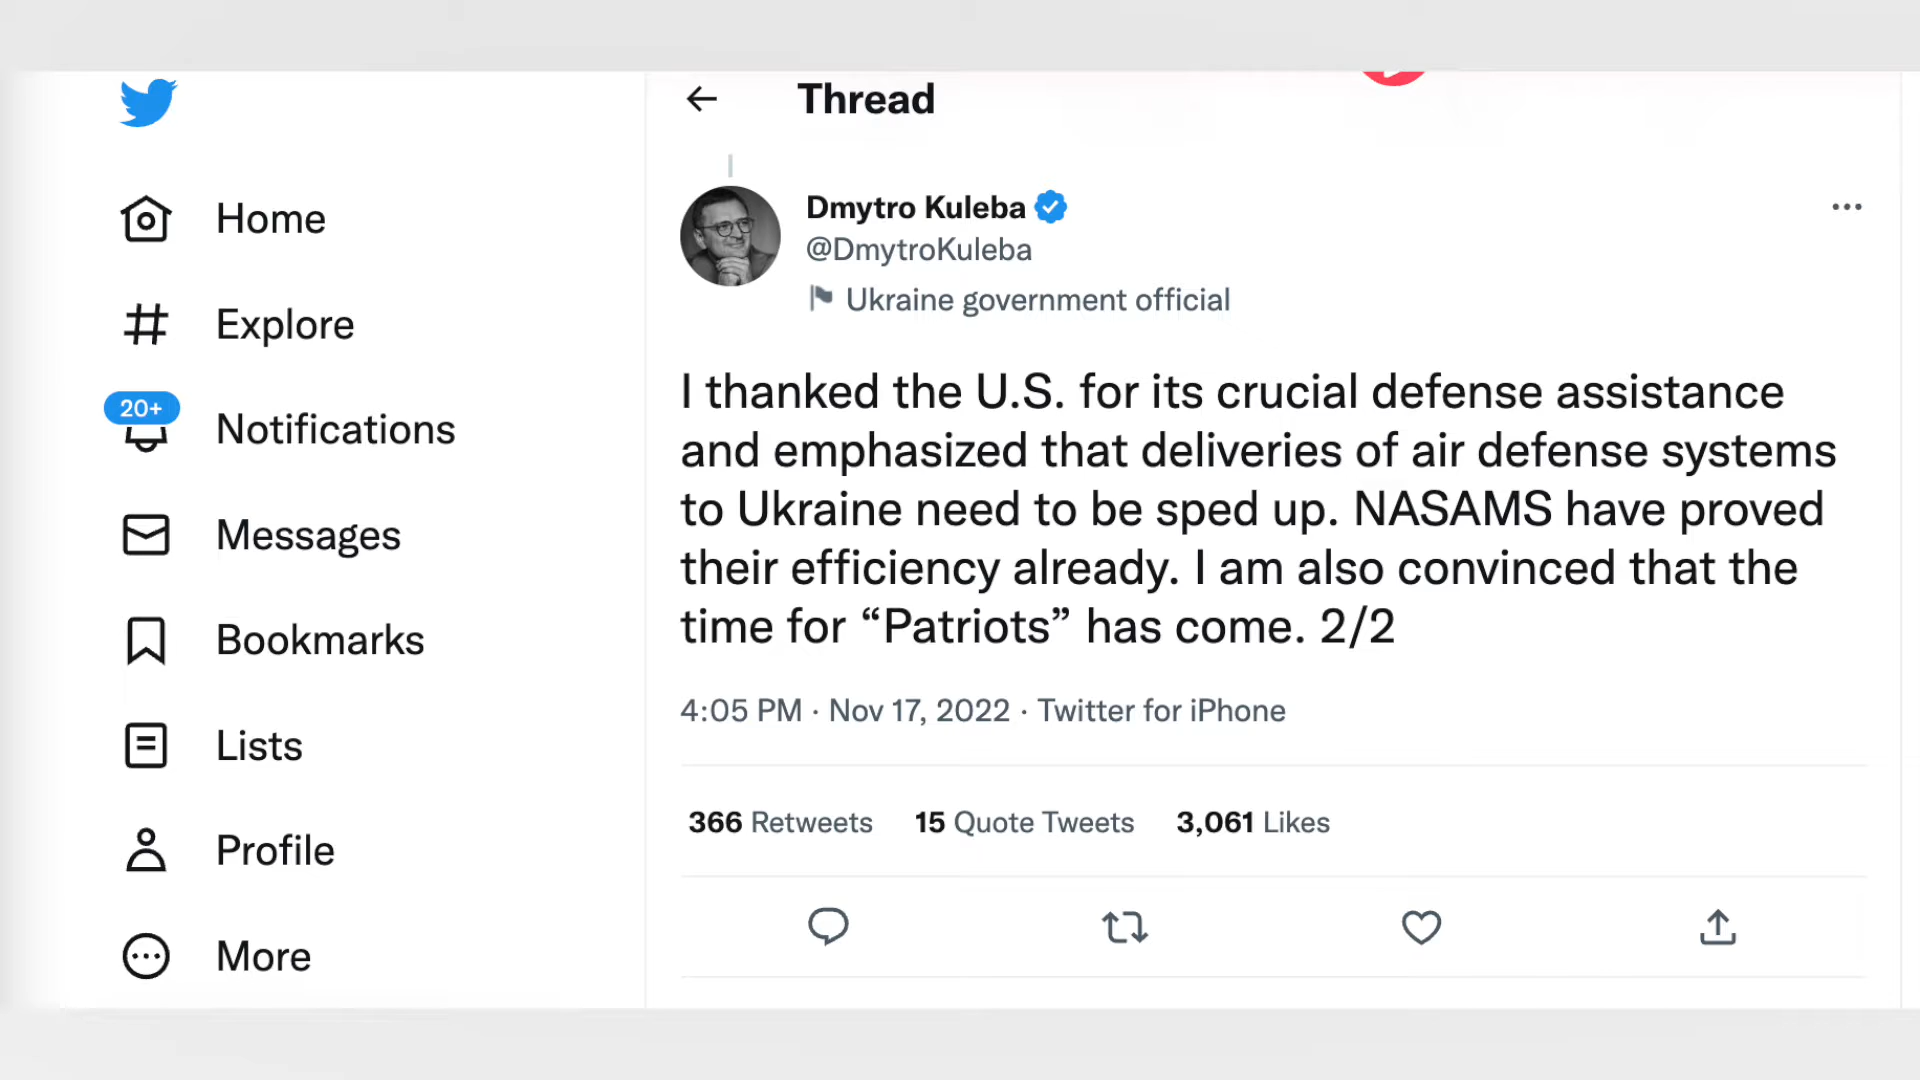 Thread
Home
Explore
20+
Notifications
Messages
Bookmarks
Lists
Profile
More
Dmytro Kuleba
@DmytroKuleba
Ukraine government official
I thanked the U.S. for its crucial defense assistance
and emphasized that deliveries of air defense systems
to Ukraine need to be sped up. NASAMS have proved
their efficiency already. I am also convinced that the
time for “Patriots” has come. 2/2
4:05 PM · Nov 17, 2022 · Twitter for iPhone
366 Retweets 15 Quote Tweets 3,061 Likes